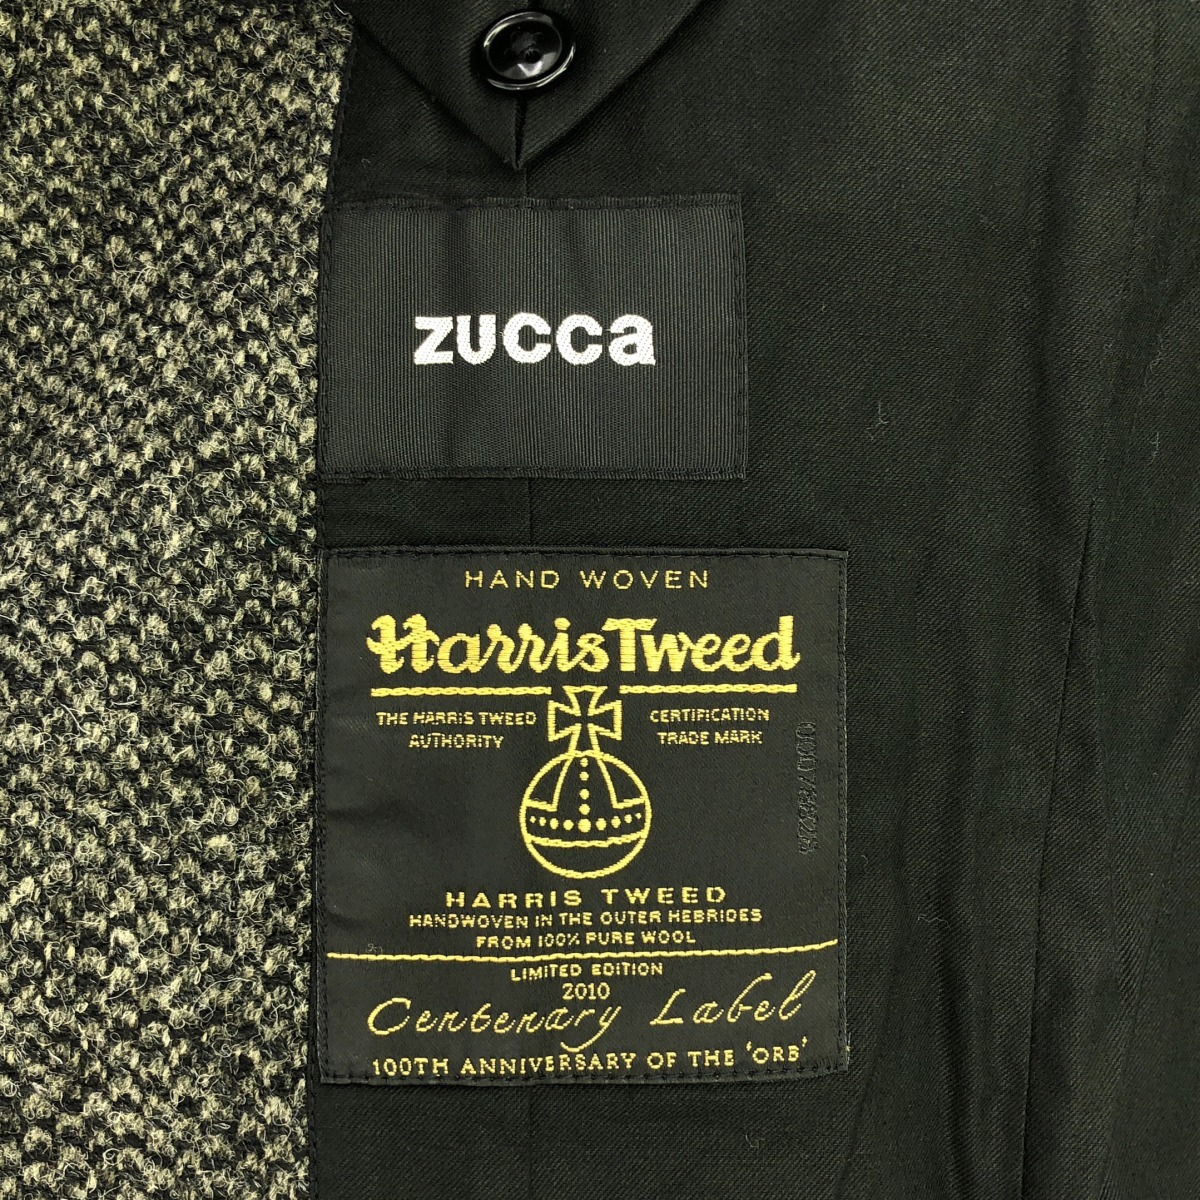 zucca
HAND WOVEN
Harris Tweed
THE HARRIS TWEED AUTHORITY
CERTIFICATION TRADE MARK
HARRIS TWEED
HANDWOVEN IN THE OUTER HEBRIDES
FROM 100% PURE WOOL
LIMITED EDITION
2010
Centenary Label
100TH ANNIVERSARY OF THE 'ORB'